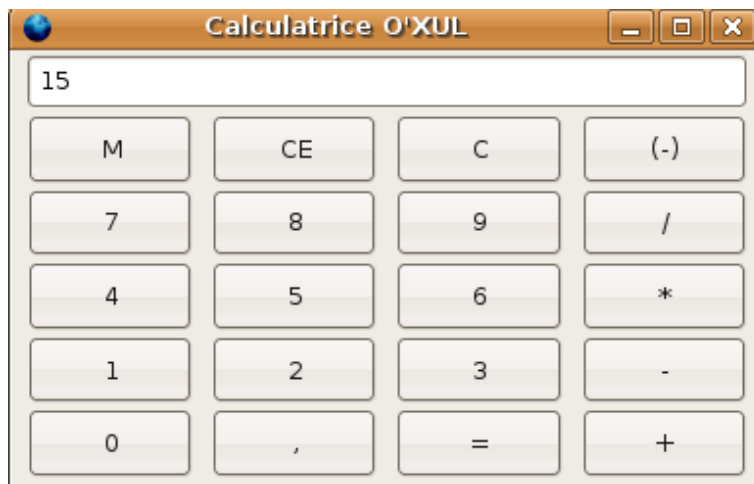 Calculatrice O'XUL
15
M CE C (-)
7 8 9 /
4 5 6 *
1 2 3 -
0 , = +